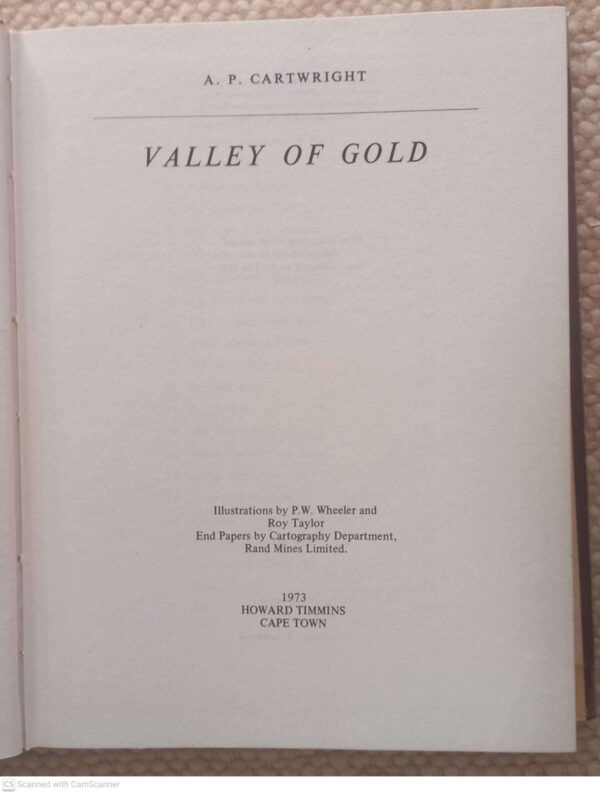 A. P. CARTWRIGHT
VALLEY OF GOLD
Illustrations by P.W. Wheeler and
Roy Taylor
End Papers by Cartography Department,
Rand Mines Limited.
1973
HOWARD TIMMINS
CAPE TOWN
CS Scanned with CamScanner